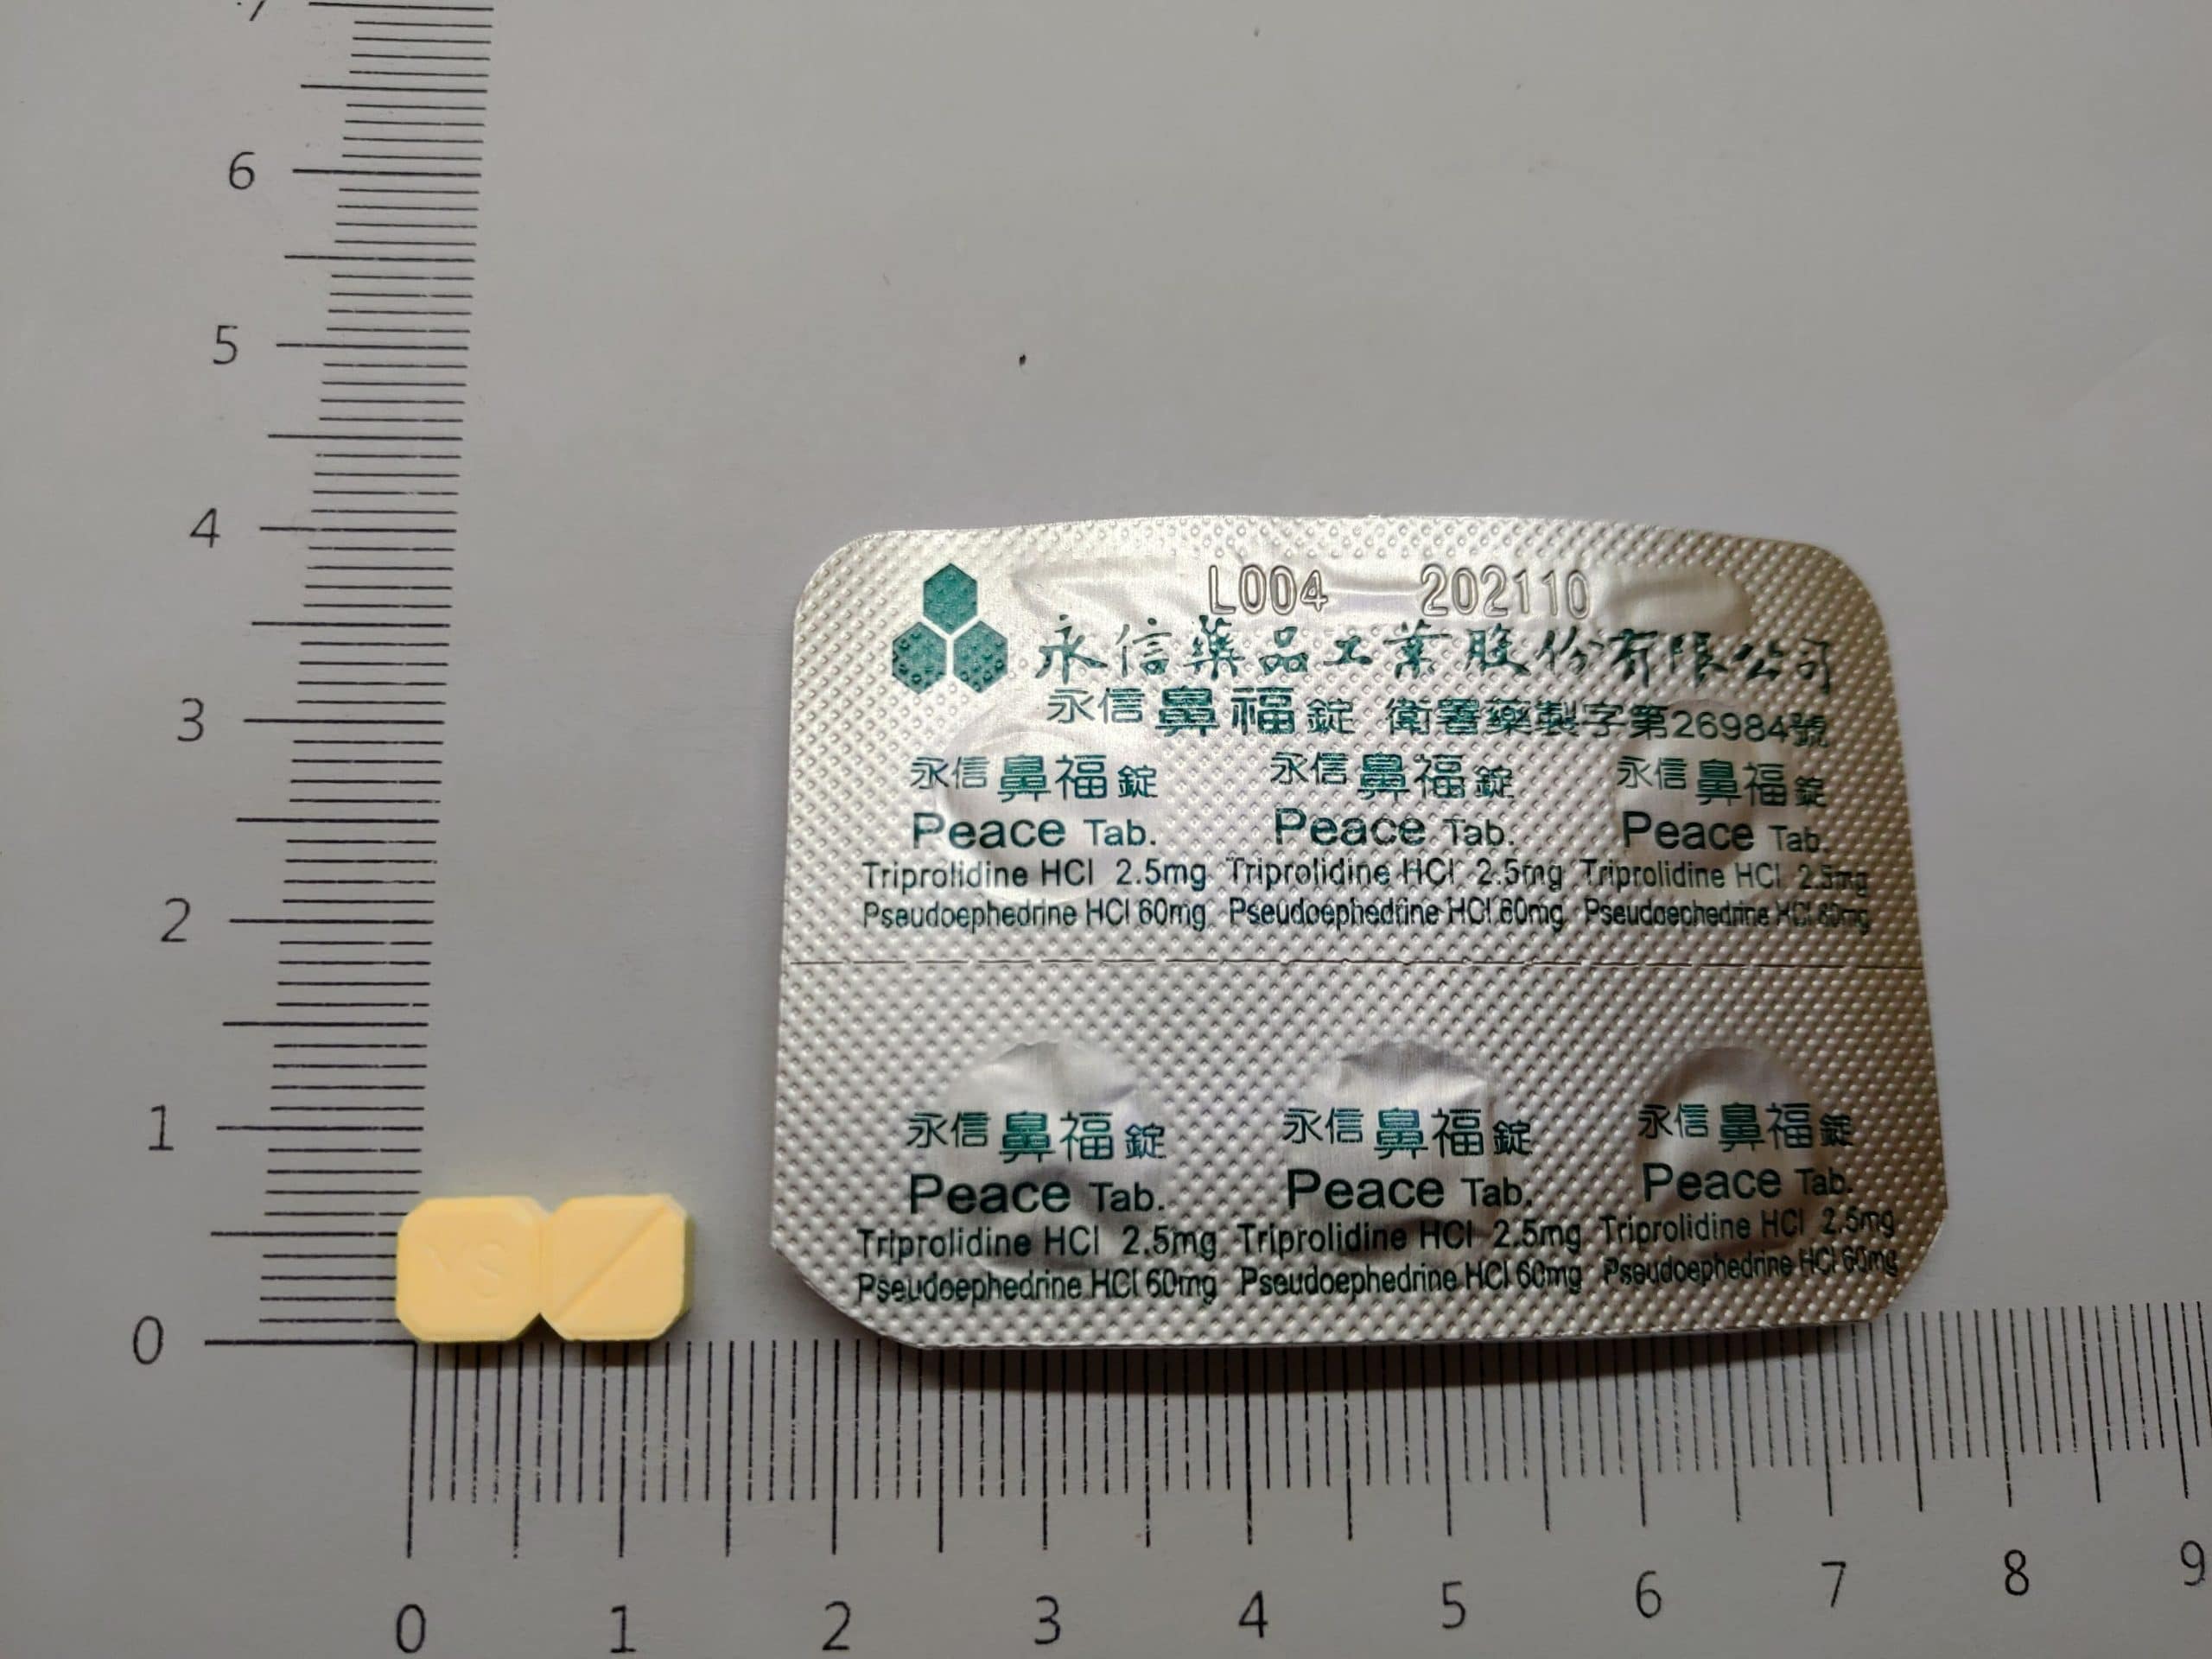 7
6
5
4
3
2
1
0
L004 202110
永信藥品工業股份有限公司
永信鼻福錠 衛署藥製字第26984號
永信鼻福錠 永信鼻福錠 永信鼻福錠
Peace Tab. Peace Tab. Peace Tab.
Triprolidine HCl 2.5mg Triprolidine HCl 2.5mg Triprolidine HCl 2.5mg
Pseudoephedrine HCl 60mg Pseudoephedrine HCl 60mg Pseudoephedrine HCl 60mg
永信鼻福錠 永信鼻福錠 永信鼻福錠
Peace Tab. Peace Tab. Peace Tab.
Triprolidine HCl 2.5mg Triprolidine HCl 2.5mg Triprolidine HCl 2.5mg
Pseudoephedrine HCl 60mg Pseudoephedrine HCl 60mg Pseudoephedrine HCl 60mg
YS
0 1 2 3 4 5 6 7 8 9